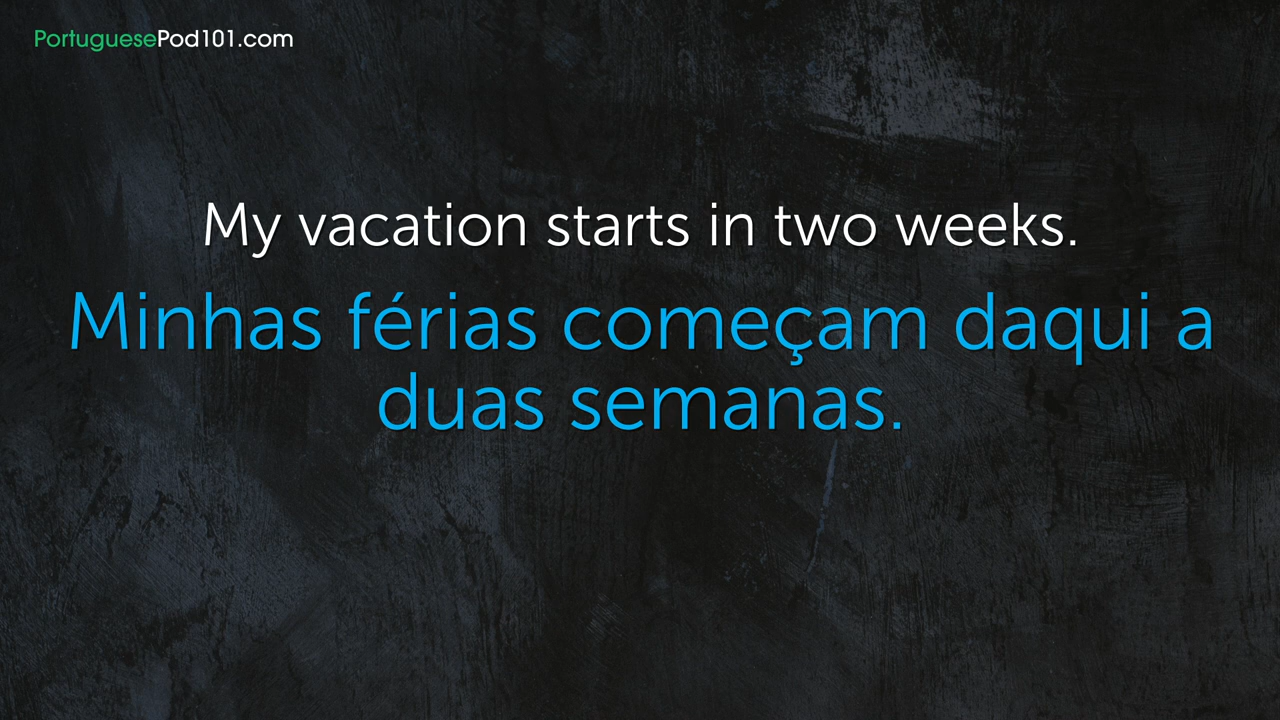 PortuguesePod101.com
My vacation starts in two weeks.
Minhas férias começam daqui a
duas semanas.